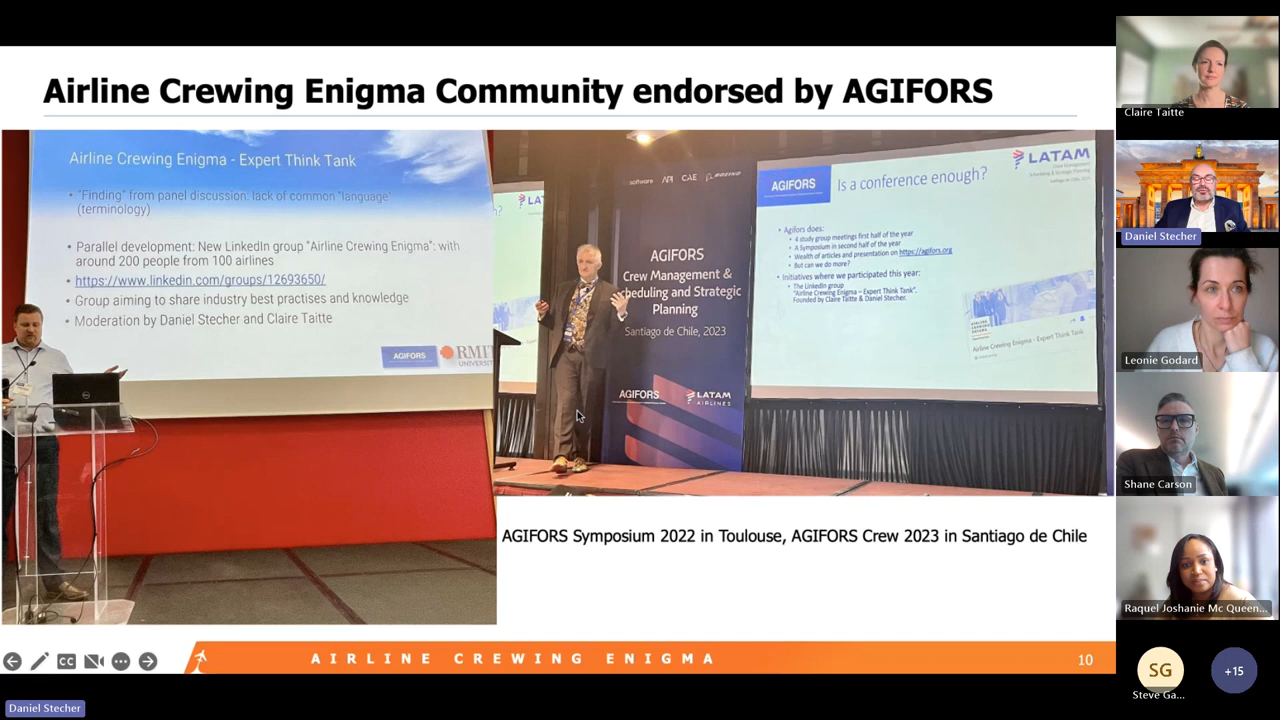 Airline Crewing Enigma Community endorsed by AGIFORS
Airline Crewing Enigma - Expert Think Tank
• "Finding" from panel discussion: lack of common "language"
(terminology)
• Parallel development: New LinkedIn group "Airline Crewing Enigma": with
around 200 people from 100 airlines
• https://www.linkedin.com/groups/12693650/
• Group aiming to share industry best practises and knowledge
• Moderation by Daniel Stecher and Claire Taitte
AGIFORS
RMI
UNIVERSIT
h?
LAT
API CAE
AGIFORS
Crew Management &
cheduling and Strategic
Planning
Santiago de Chile, 2023
AGIFORS
LATAM
AIRLINES
AGIFORS
Is a conference enough?
LATAM
• Agifors does:
• 4 study group meetings first half of the year
• A Symposium in second half of the year
• Wealth of articles and presentation on https://agifors.org
• But can we do more?
• Initiatives where we participated this year:
• The LinkedIn group
"Airline Crewing Enigma – Expert Think Tank".
Founded by Claire Taitte & Daniel Stecher.
Airline Crewing Enigma - Expert Think Tank
AGIFORS Symposium 2022 in Toulouse, AGIFORS Crew 2023 in Santiago de Chile
AIRLINE CREWING ENIGMA
10
CC
Daniel Stecher
Claire Taitte
Daniel Stecher
Leonie Godard
Shane Carson
Raquel Joshanie Mc Queen...
SG
Steve Ga...
+15